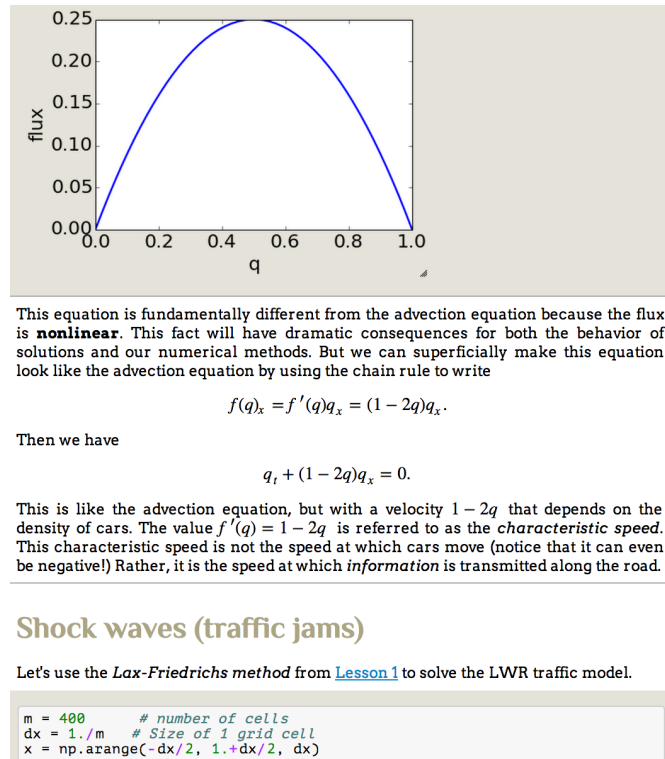 0.25
0.20
0.15
0.10
0.05
0.00
flux
0.0 0.2 0.4 0.6 0.8 1.0
q
This equation is fundamentally different from the advection equation because the flux
is nonlinear. This fact will have dramatic consequences for both the behavior of
solutions and our numerical methods. But we can superficially make this equation
look like the advection equation by using the chain rule to write
f(q)ₓ = f′(q)qₓ = (1 − 2q)qₓ.
Then we have
qₜ + (1 − 2q)qₓ = 0.
This is like the advection equation, but with a velocity 1 − 2q that depends on the
density of cars. The value f′(q) = 1 − 2q is referred to as the characteristic speed.
This characteristic speed is not the speed at which cars move (notice that it can even
be negative!) Rather, it is the speed at which information is transmitted along the road.
Shock waves (traffic jams)
Let's use the Lax-Friedrichs method from Lesson 1 to solve the LWR traffic model.
m = 400 # number of cells
dx = 1./m # Size of 1 grid cell
x = np.arange(-dx/2, 1.+dx/2, dx)